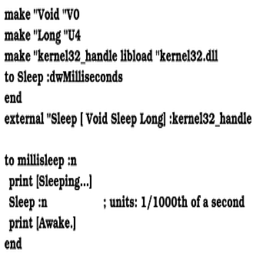 make "Void "V0
make "Long "U4
make "kernel32_handle libload "kernel32.dll
to Sleep :dwMilliseconds
end
external "Sleep [ Void Sleep Long] :kernel32_handle
to millisleep :n
print [Sleeping...]
Sleep :n ; units: 1/1000th of a second
print [Awake.]
end